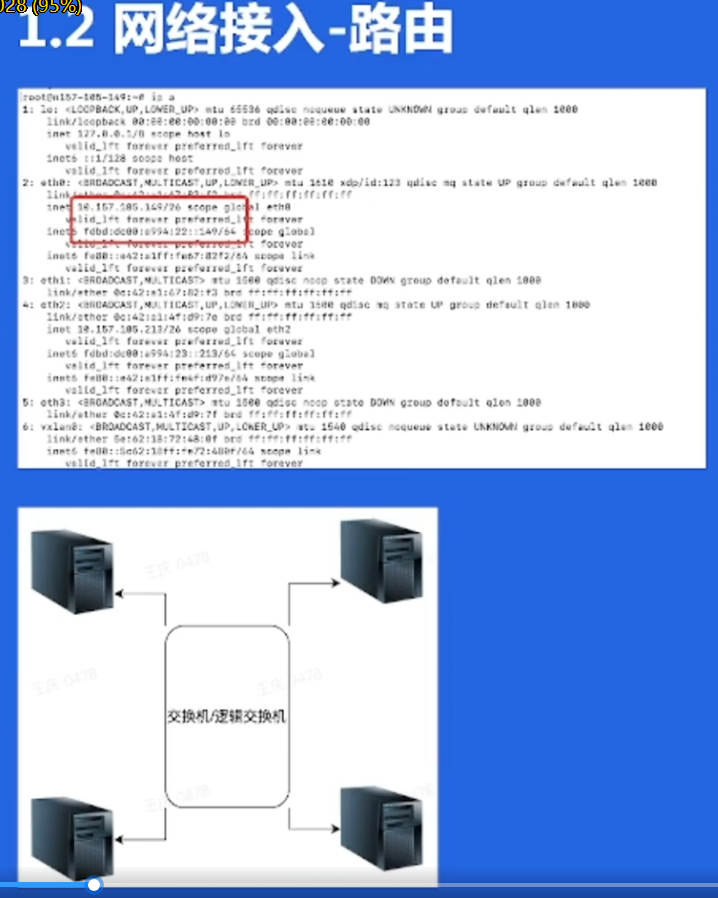 028 (95%)
1.2 网络接入-路由
root@n157-105-149:~# ip a
1: lo: <LOOPBACK,UP,LOWER_UP> mtu 65536 qdisc noqueue state UNKNOWN group default qlen 1000
link/loopback 00:00:00:00:00:00 brd 00:00:00:00:00:00
inet 127.0.0.1/8 scope host lo
valid_lft forever preferred_lft forever
inet6 ::1/128 scope host
valid_lft forever preferred_lft forever
2: eth0: <BROADCAST,MULTICAST,UP,LOWER_UP> mtu 1610 xdp/id:123 qdisc mq state UP group default qlen 1000
link/ether brd ff:ff:ff:ff:ff:ff
inet 10.157.105.149/26 scope global eth0
valid_lft forever preferred_lft forever
inet6 fdbd:dc00:a994:22::149/64 scope global
valid_lft forever preferred_lft forever
inet6 fe80::e42:a1ff:fe67:82f2/64 scope link
valid_lft forever preferred_lft forever
3: eth1: <BROADCAST,MULTICAST> mtu 1500 qdisc noop state DOWN group default qlen 1000
link/ether 0c:42:a1:67:82:f3 brd ff:ff:ff:ff:ff:ff
4: eth2: <BROADCAST,MULTICAST,UP,LOWER_UP> mtu 1500 qdisc mq state UP group default qlen 1000
link/ether 0c:42:a1:4f:d9:7e brd ff:ff:ff:ff:ff:ff
inet 10.157.105.213/26 scope global eth2
valid_lft forever preferred_lft forever
inet6 fdbd:dc00:a994:23::213/64 scope global
valid_lft forever preferred_lft forever
inet6 fe80::e42:a1ff:fe4f:d97e/64 scope link
valid_lft forever preferred_lft forever
5: eth3: <BROADCAST,MULTICAST> mtu 1500 qdisc noop state DOWN group default qlen 1000
link/ether 0c:42:a1:4f:d9:7f brd ff:ff:ff:ff:ff:ff
6: vxlan0: <BROADCAST,MULTICAST,UP,LOWER_UP> mtu 1540 qdisc noqueue state UNKNOWN group default qlen 1000
link/ether 5e:62:18:72:48:0f brd ff:ff:ff:ff:ff:ff
inet6 fe80::5c62:18ff:fe72:480f/64 scope link
valid_lft forever preferred_lft forever
王庆 0478
王庆 0478
王庆 0478
交换机/逻辑交换机
王庆 0478